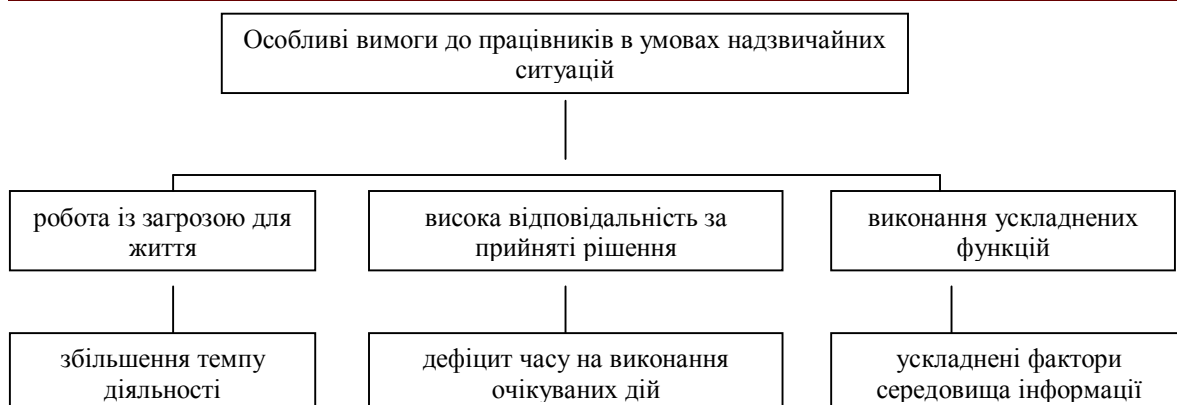 Особливі вимоги до працівників в умовах надзвичайних
ситуацій
робота із загрозою для
життя
висока відповідальність за
прийняті рішення
виконання ускладнених
функцій
збільшення темпу
діяльності
дефіцит часу на виконання
очікуваних дій
ускладнені фактори
середовища інформації